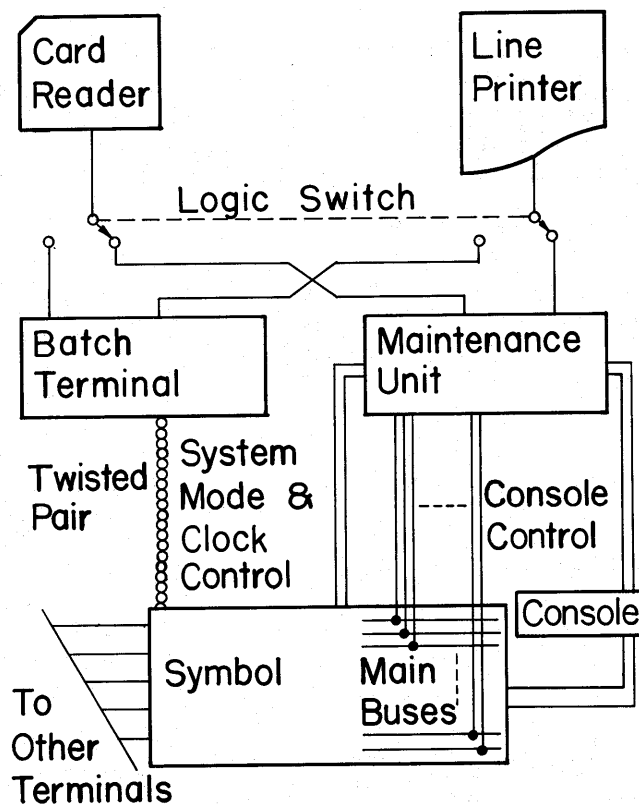 Card
Reader
Line
Printer
Logic Switch
Batch
Terminal
Maintenance
Unit
Twisted
Pair
System
Mode &
Clock
Control
Console
Control
Console
Symbol
Main
Buses
To
Other
Terminals